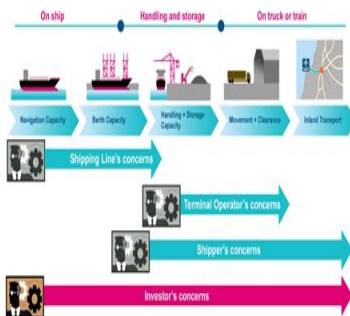 On ship
Handling and storage
On truck or train
Navigation Capacity
Berth Capacity
Handling + Storage
Capacity
Movement + Clearance
Inland Transport
Shipping Line's concerns
Terminal Operator's concerns
Shipper's concerns
Investor's concerns